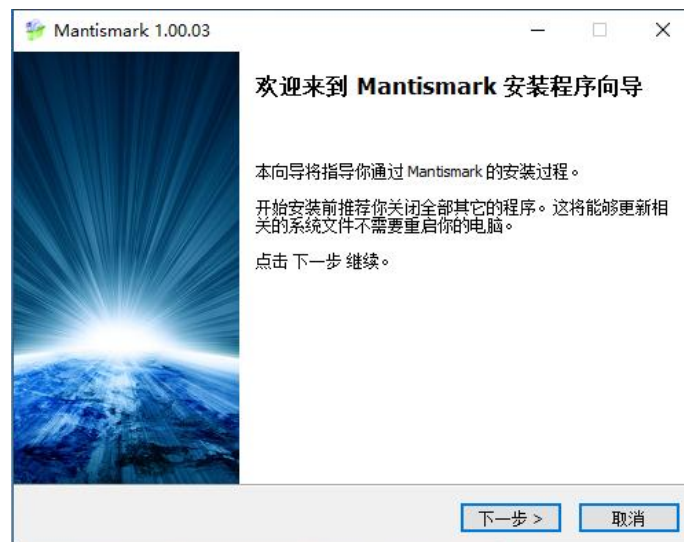 Mantismark 1.00.03
欢迎来到 Mantismark 安装程序向导
本向导将指导你通过 Mantismark 的安装过程。
开始安装前推荐你关闭全部其它的程序。这将能够更新相
关的系统文件不需要重启你的电脑。
点击 下一步 继续。
下一步 >
取消